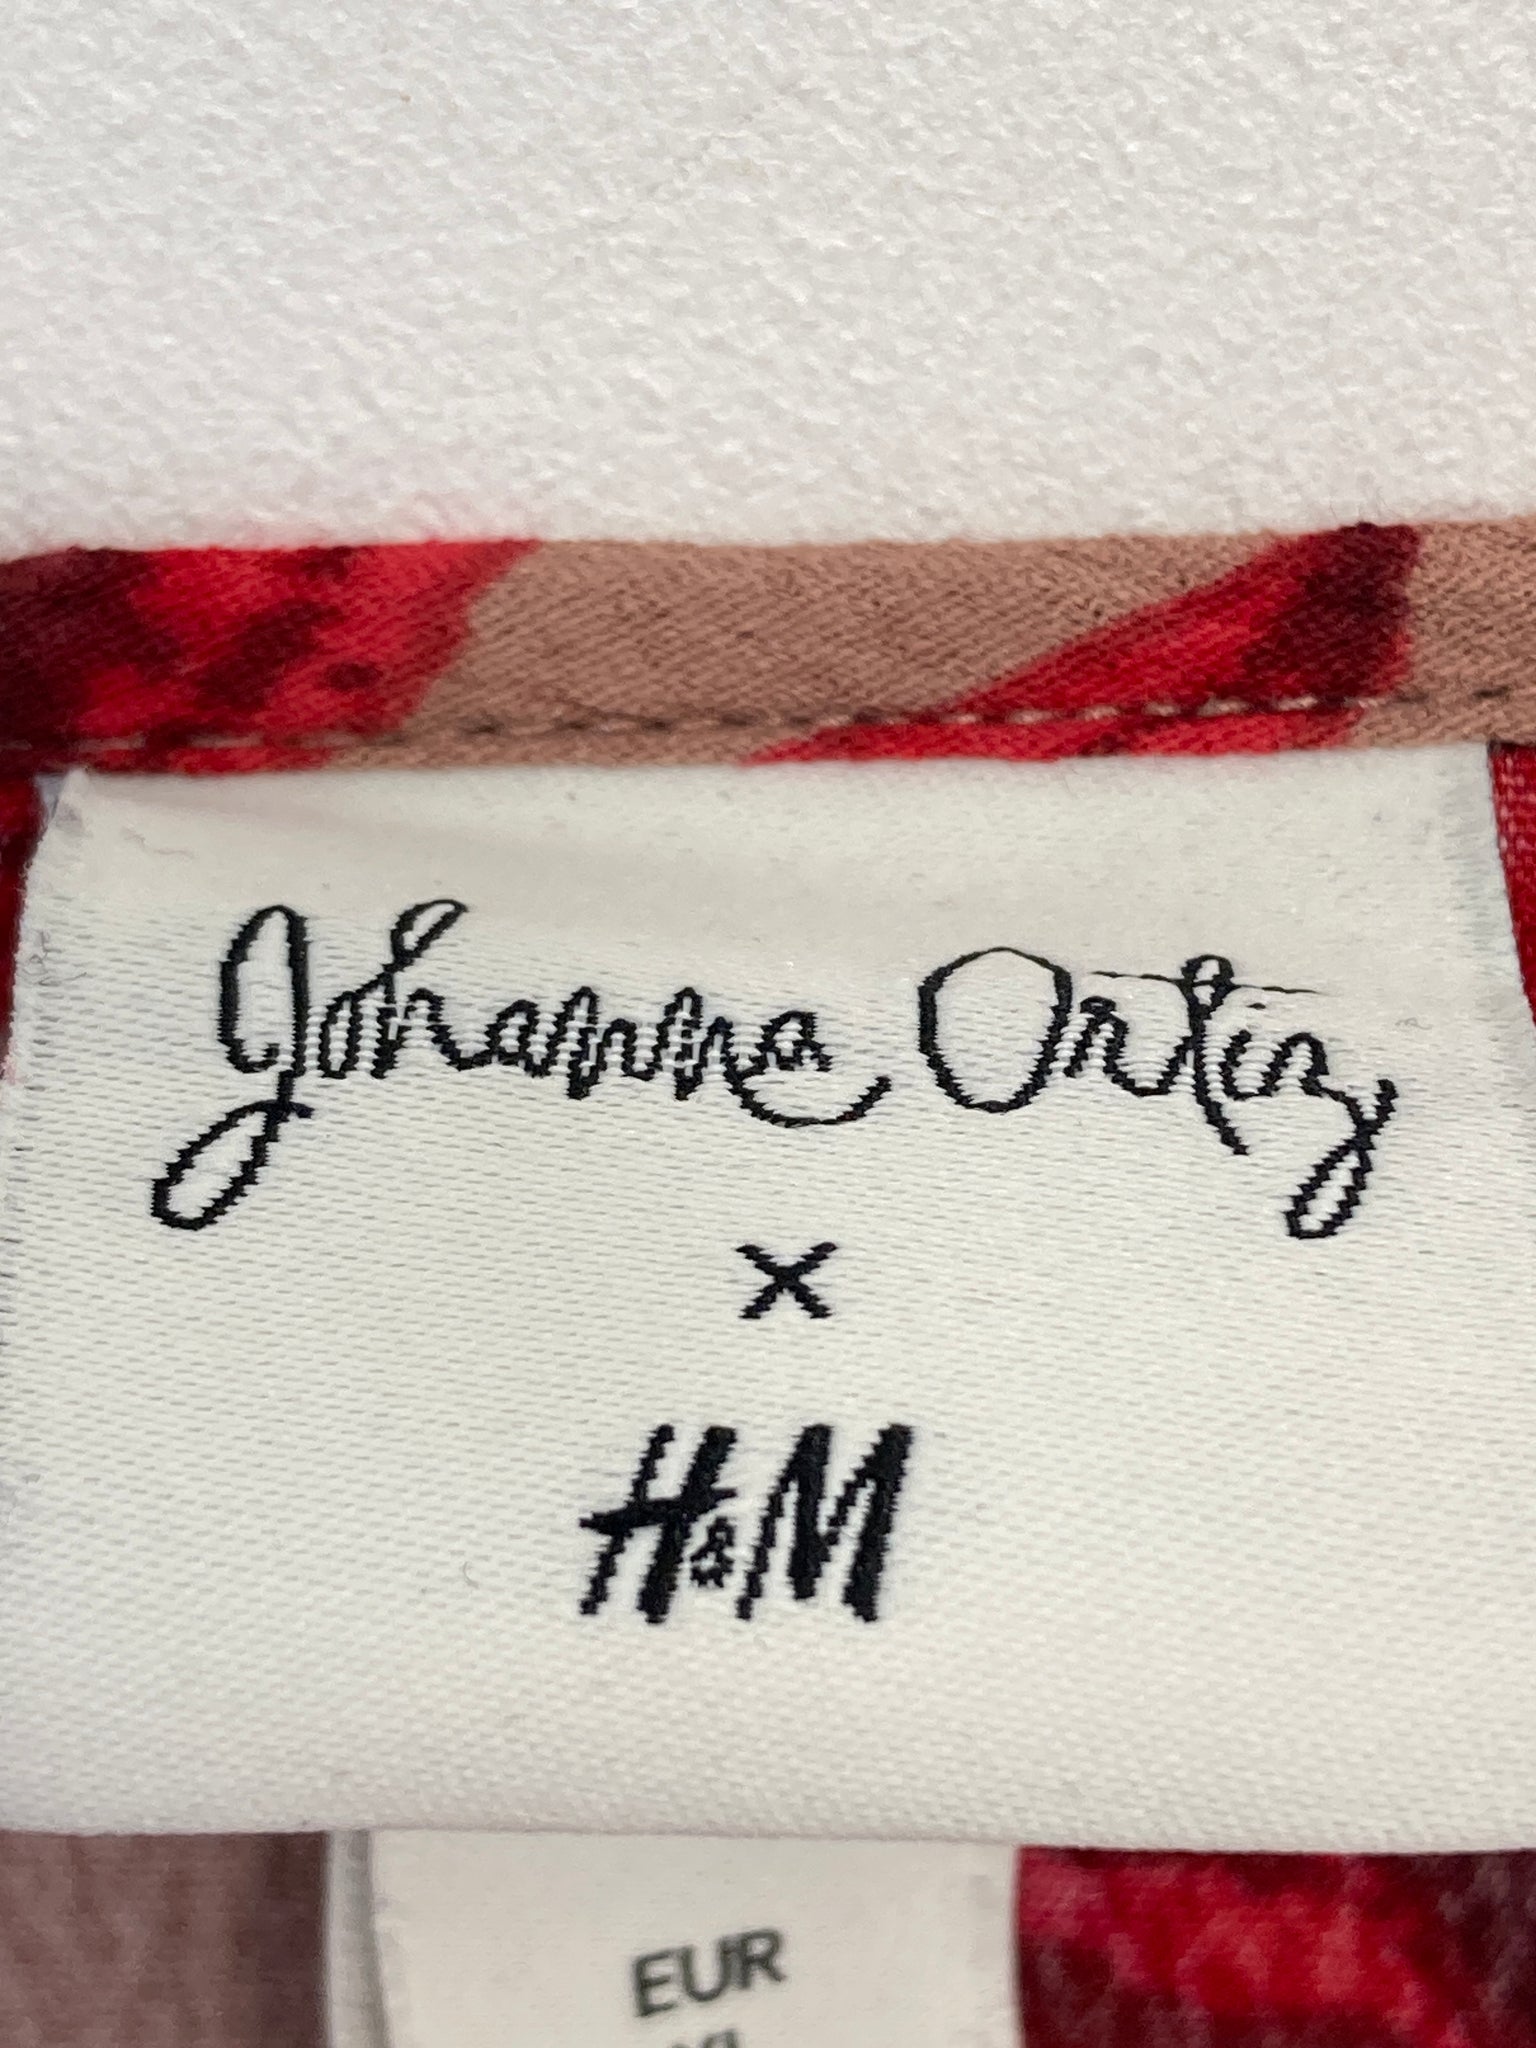 Johanna Ortiz
×
H&M
EUR